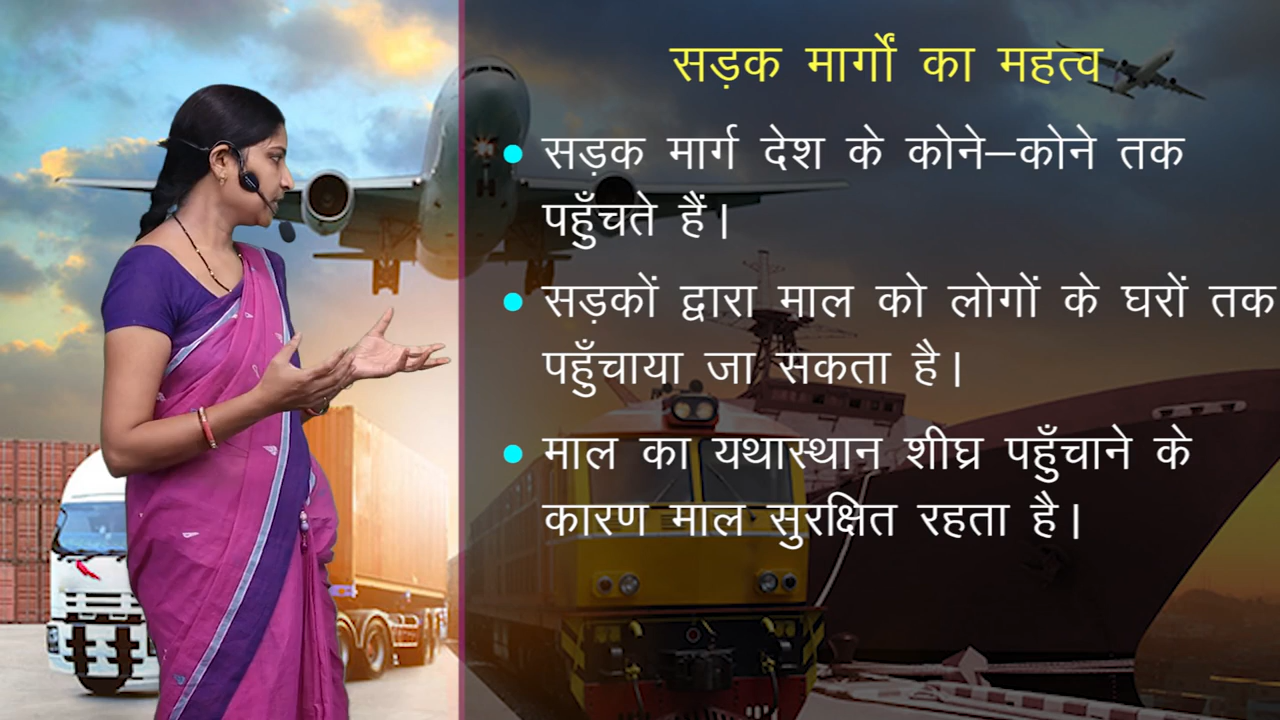 सड़क मार्गों का महत्व
• सड़क मार्ग देश के कोने–कोने तक
पहुँचते हैं।
• सड़कों द्वारा माल को लोगों के घरों तक
पहुँचाया जा सकता है।
• माल का यथास्थान शीघ्र पहुँचाने के
कारण माल सुरक्षित रहता है।